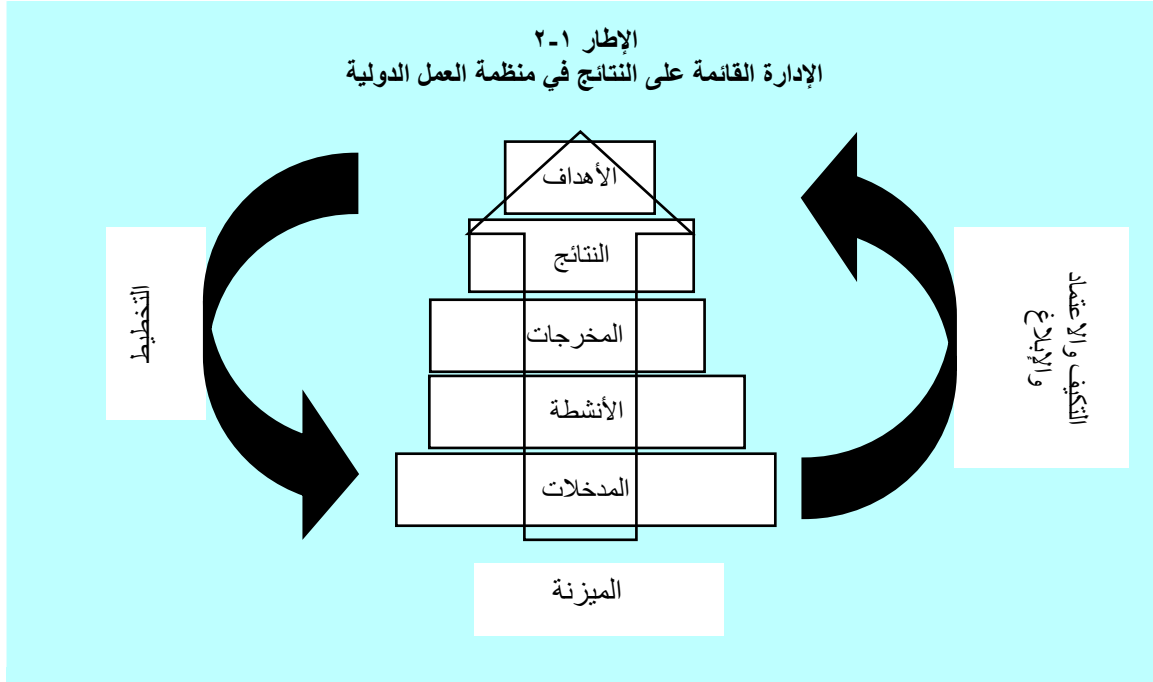 الإطار ١-٢
الإدارة القائمة على النتائج في منظمة العمل الدولية
الأهداف
النتائج
المخرجات
الأنشطة
المدخلات
الميزنة
التخطيط
التكيف والاعتماد
والإبلاغ